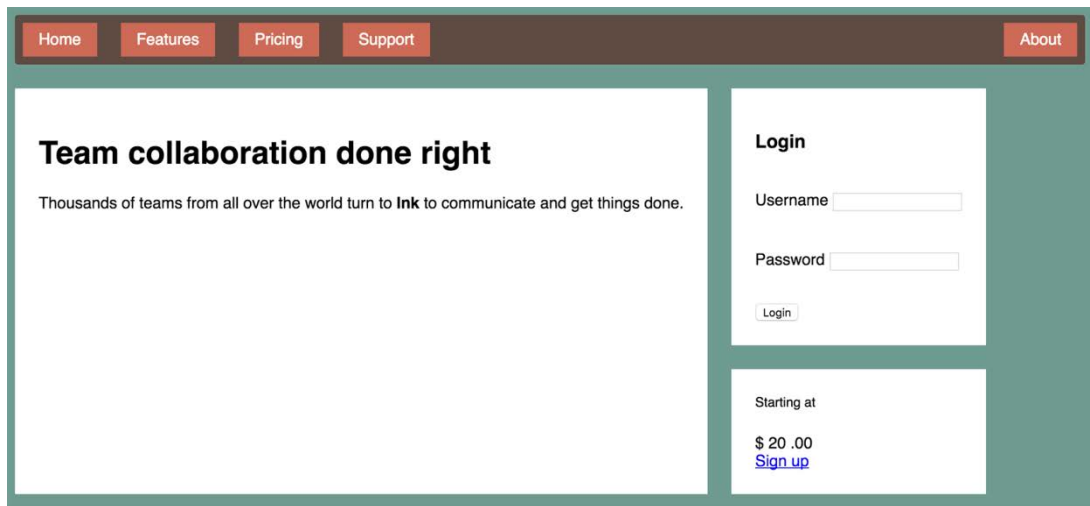 Home Features Pricing Support About
Team collaboration done right
Thousands of teams from all over the world turn to Ink to communicate and get things done.
Login
Username
Password
Login
Starting at
$ 20 .00
Sign up